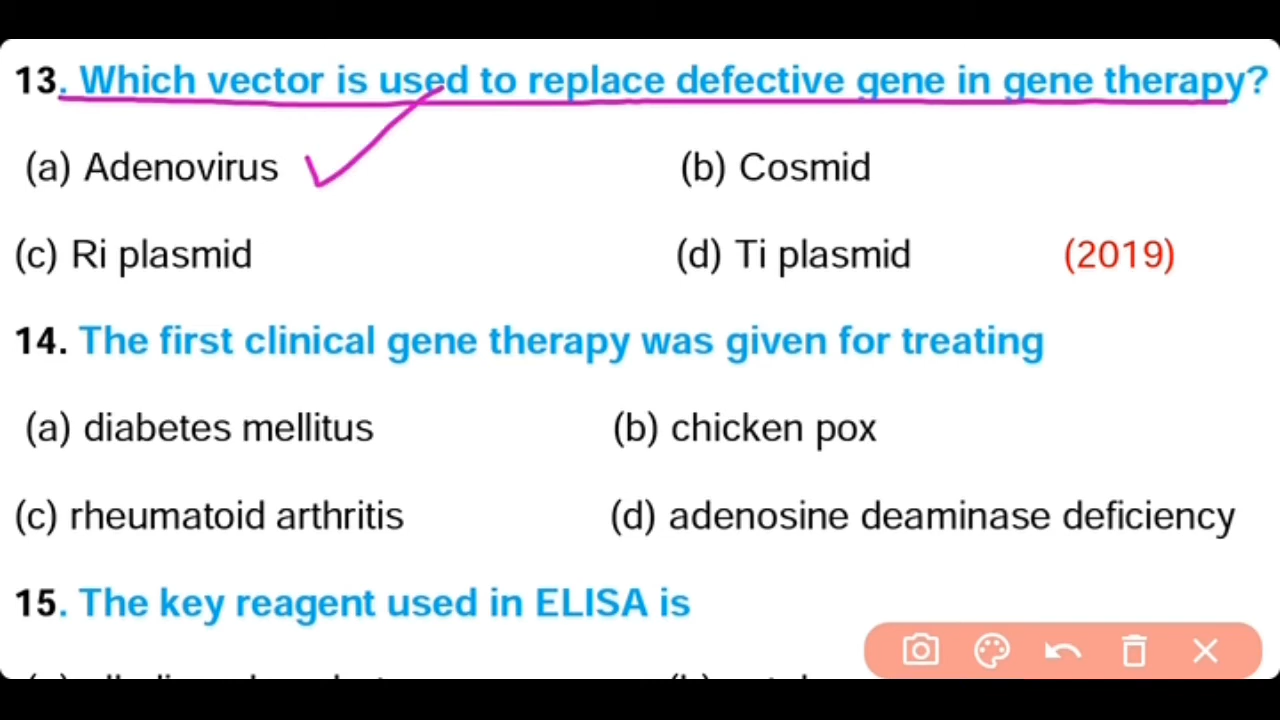 13. Which vector is used to replace defective gene in gene therapy?
(a) Adenovirus (b) Cosmid
(c) Ri plasmid (d) Ti plasmid (2019)
14. The first clinical gene therapy was given for treating
(a) diabetes mellitus (b) chicken pox
(c) rheumatoid arthritis (d) adenosine deaminase deficiency
15. The key reagent used in ELISA is